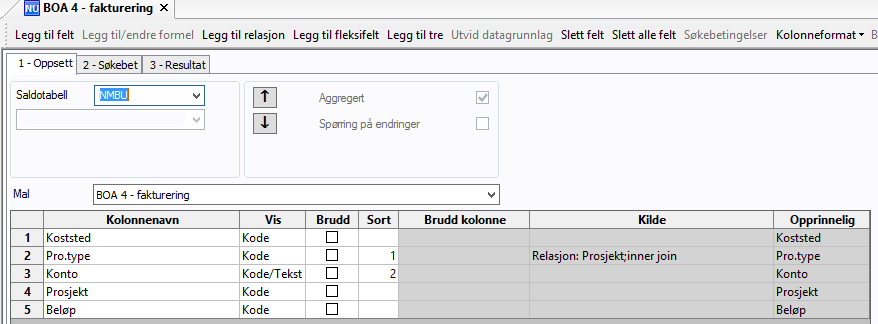 NU BOA 4 - fakturering ×
Legg til felt Legg til/endre formel Legg til relasjon Legg til fleksifelt Legg til tre Utvid datagrunnlag Slett felt Slett alle felt Søkebetingelser Kolonneformat B
1 - Oppsett 2 - Søkebet 3 - Resultat
Saldotabell NMBU Aggregert
Spørring på endringer
Mal BOA 4 - fakturering
Kolonnenavn Vis Brudd Sort Brudd kolonne Kilde Opprinnelig
1 Koststed Kode Koststed
2 Pro.type Kode 1 Relasjon: Prosjekt;inner join Pro.type
3 Konto Kode/Tekst 2 Konto
4 Prosjekt Kode Prosjekt
5 Beløp Kode Beløp